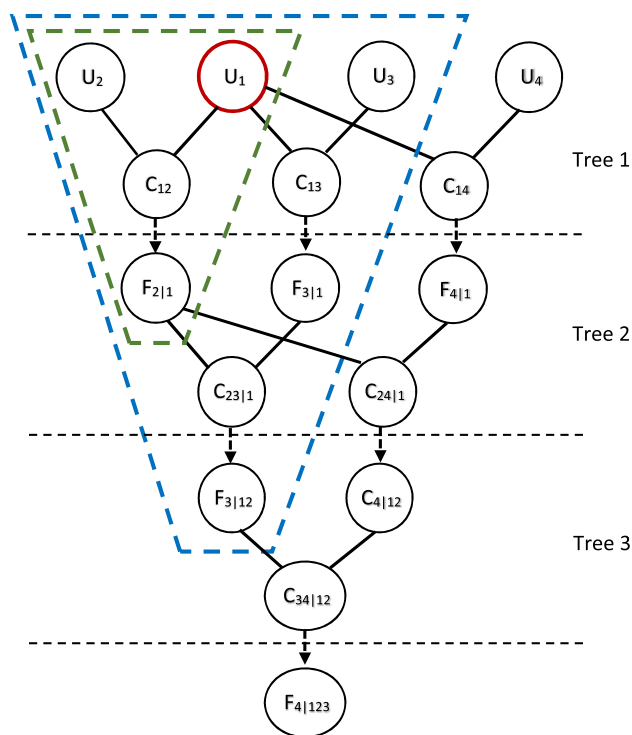 U₂ U₁ U₃ U₄
Tree 1
C₁₂ C₁₃ C₁₄
F₂|₁ F₃|₁ F₄|₁
Tree 2
C₂₃|₁ C₂₄|₁
F₃|₁₂ C₄|₁₂
Tree 3
C₃₄|₁₂
F₄|₁₂₃